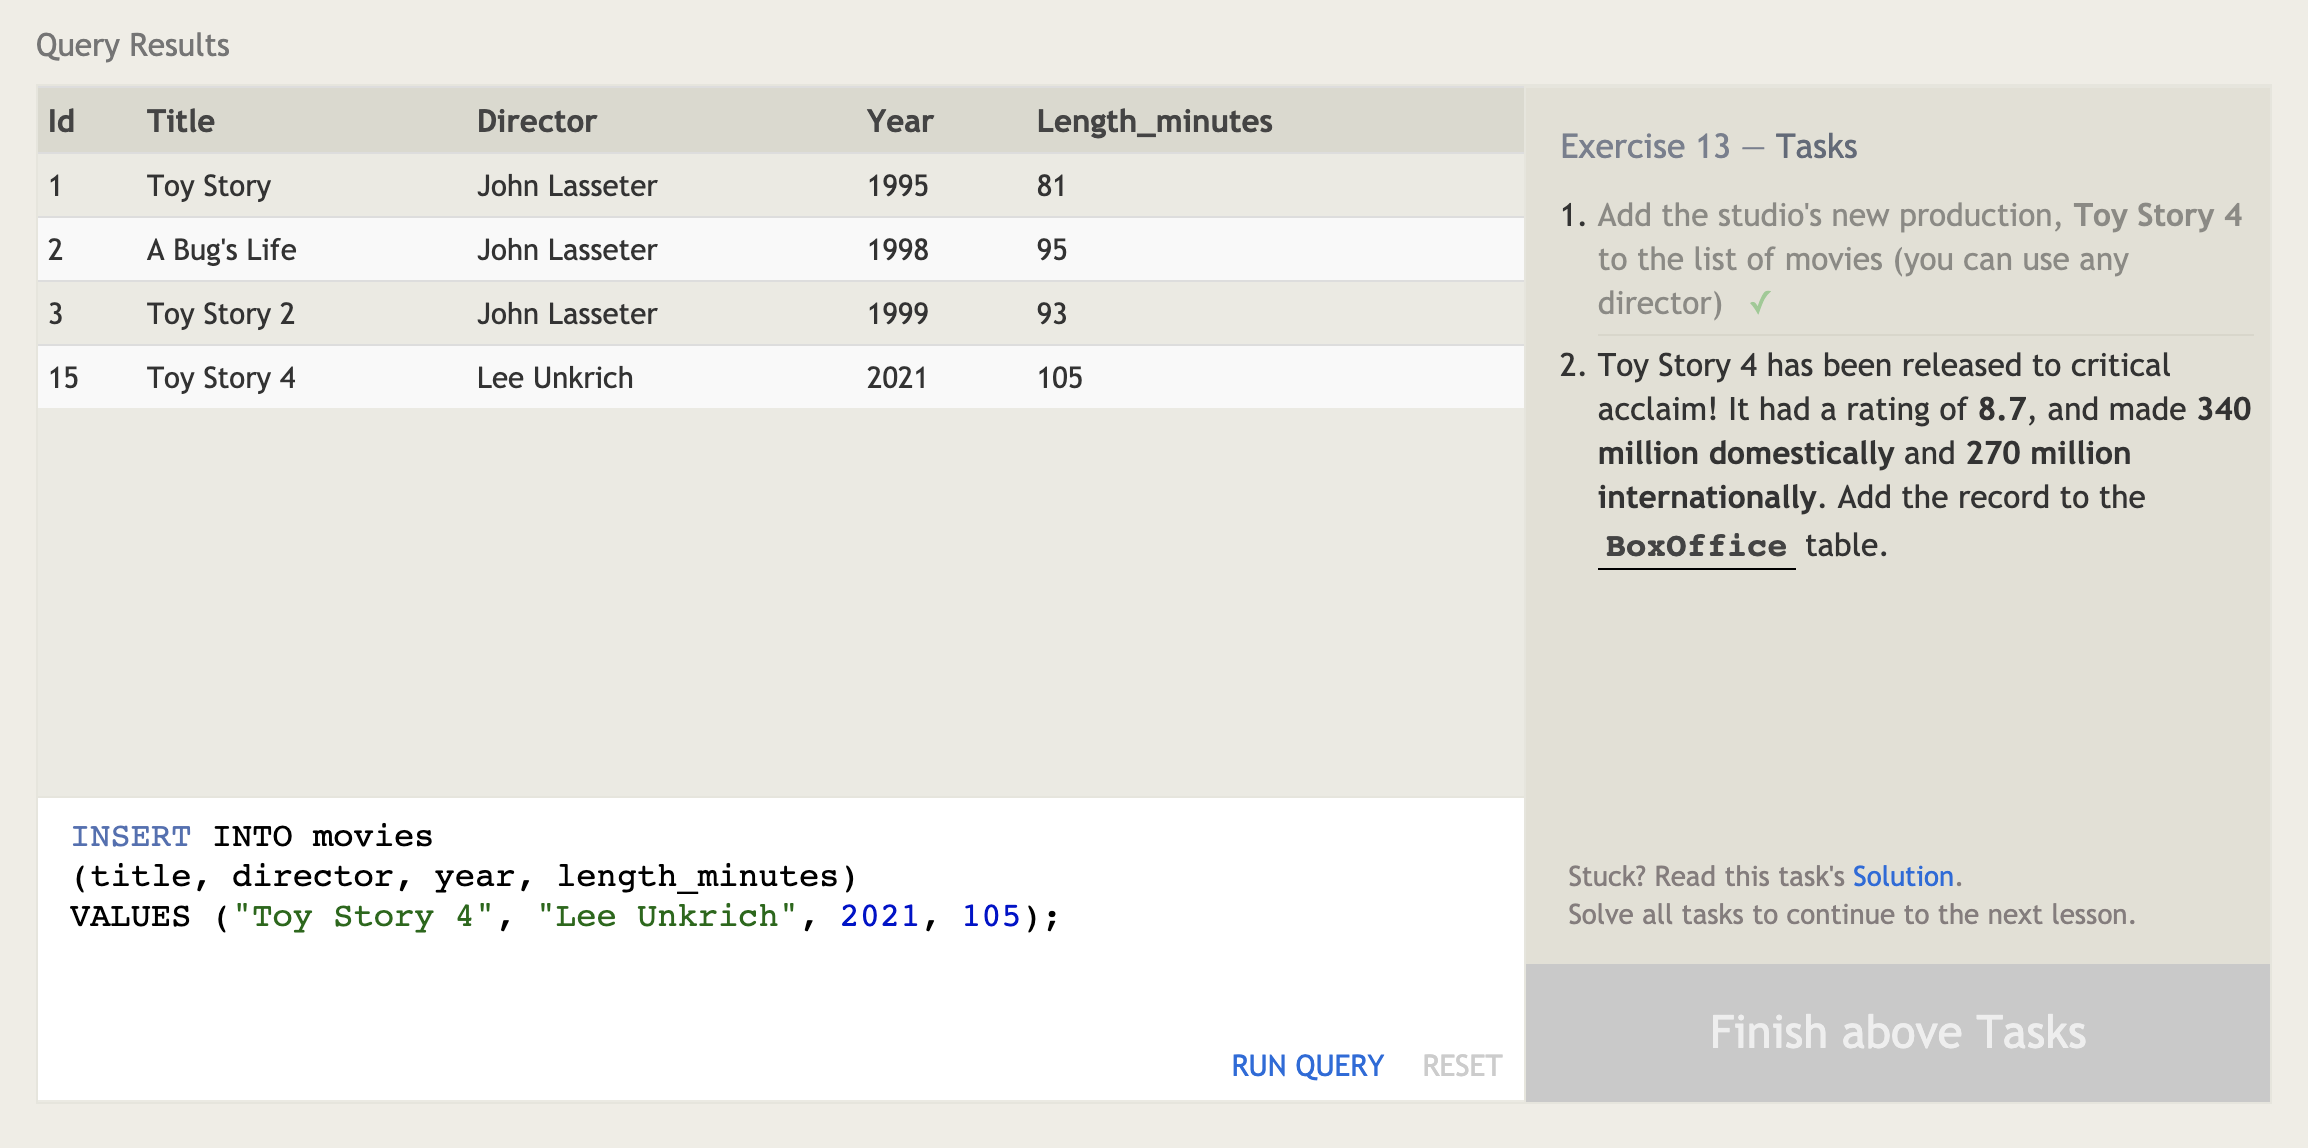 Query Results
Id Title Director Year Length_minutes
1 Toy Story John Lasseter 1995 81
2 A Bug's Life John Lasseter 1998 95
3 Toy Story 2 John Lasseter 1999 93
15 Toy Story 4 Lee Unkrich 2021 105
INSERT INTO movies
(title, director, year, length_minutes)
VALUES ("Toy Story 4", "Lee Unkrich", 2021, 105);
RUN QUERY RESET
Exercise 13 — Tasks
1. Add the studio's new production, Toy Story 4
to the list of movies (you can use any
director) ✓
2. Toy Story 4 has been released to critical
acclaim! It had a rating of 8.7, and made 340
million domestically and 270 million
internationally. Add the record to the
BoxOffice table.
Stuck? Read this task's Solution.
Solve all tasks to continue to the next lesson.
Finish above Tasks